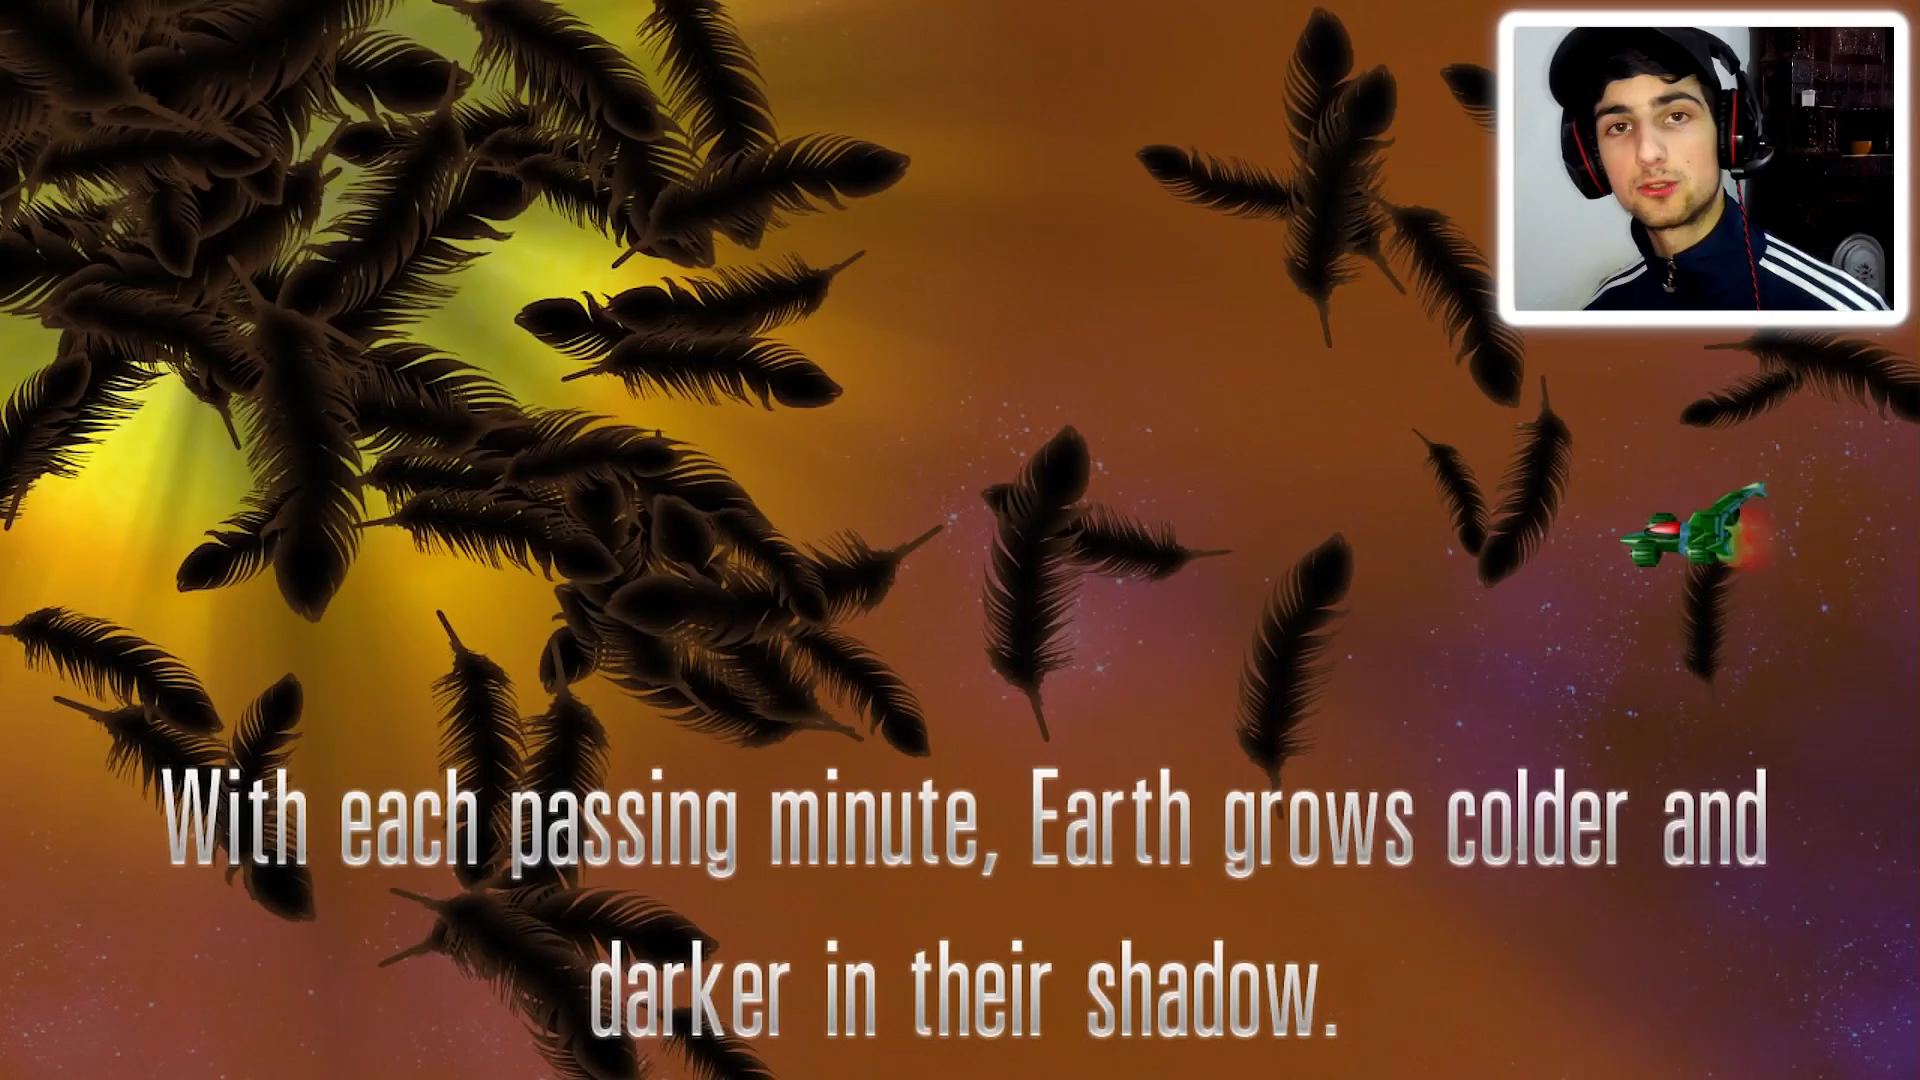 With each passing minute, Earth grows colder and
darker in their shadow.